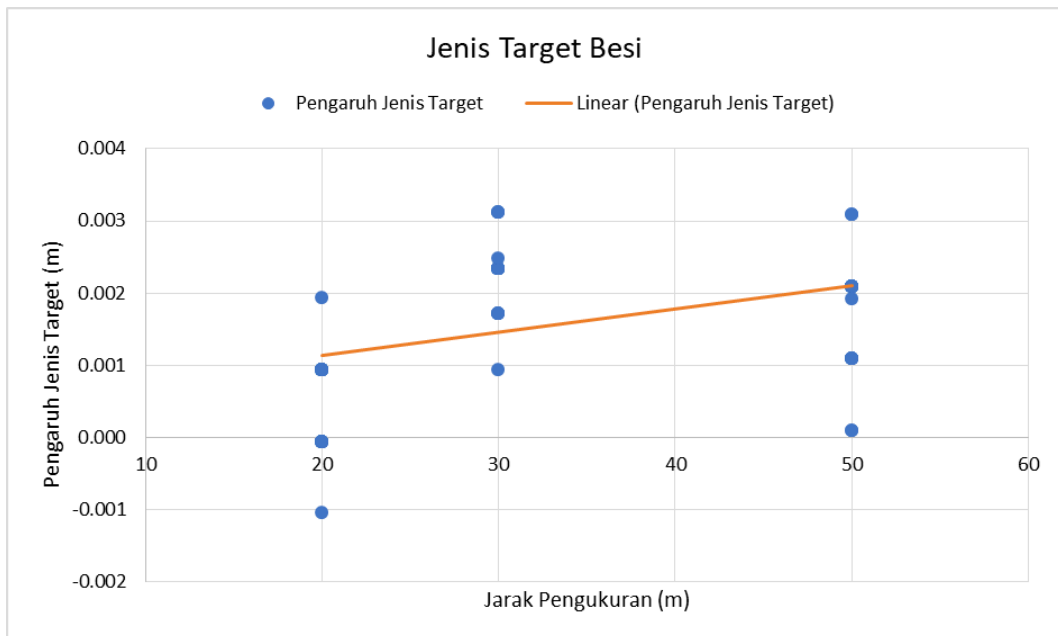 Jenis Target Besi
Pengaruh Jenis Target
Linear (Pengaruh Jenis Target)
Pengaruh Jenis Target (m)
0.004
0.003
0.002
0.001
0.000
-0.001
-0.002
10
20
30
40
50
60
Jarak Pengukuran (m)